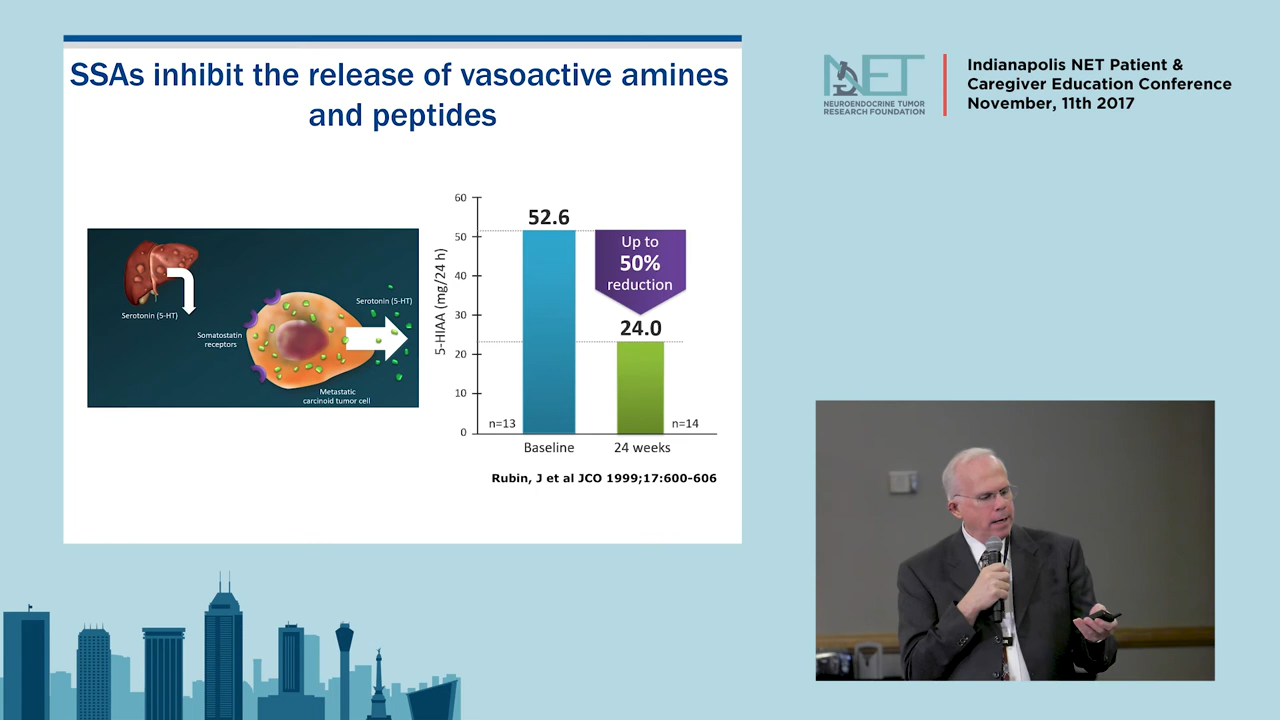 SSAs inhibit the release of vasoactive amines
and peptides
NET
NEUROENDOCRINE TUMOR
RESEARCH FOUNDATION
Indianapolis NET Patient &
Caregiver Education Conference
November, 11th 2017
Serotonin (5-HT)
Somatostatin
receptors
Serotonin (5-HT)
Metastatic
carcinoid tumor cell
5-HIAA (mg/24 h)
60
50
40
30
20
10
0
52.6
Up to
50%
reduction
24.0
n=13
n=14
Baseline
24 weeks
Rubin, J et al JCO 1999;17:600-606